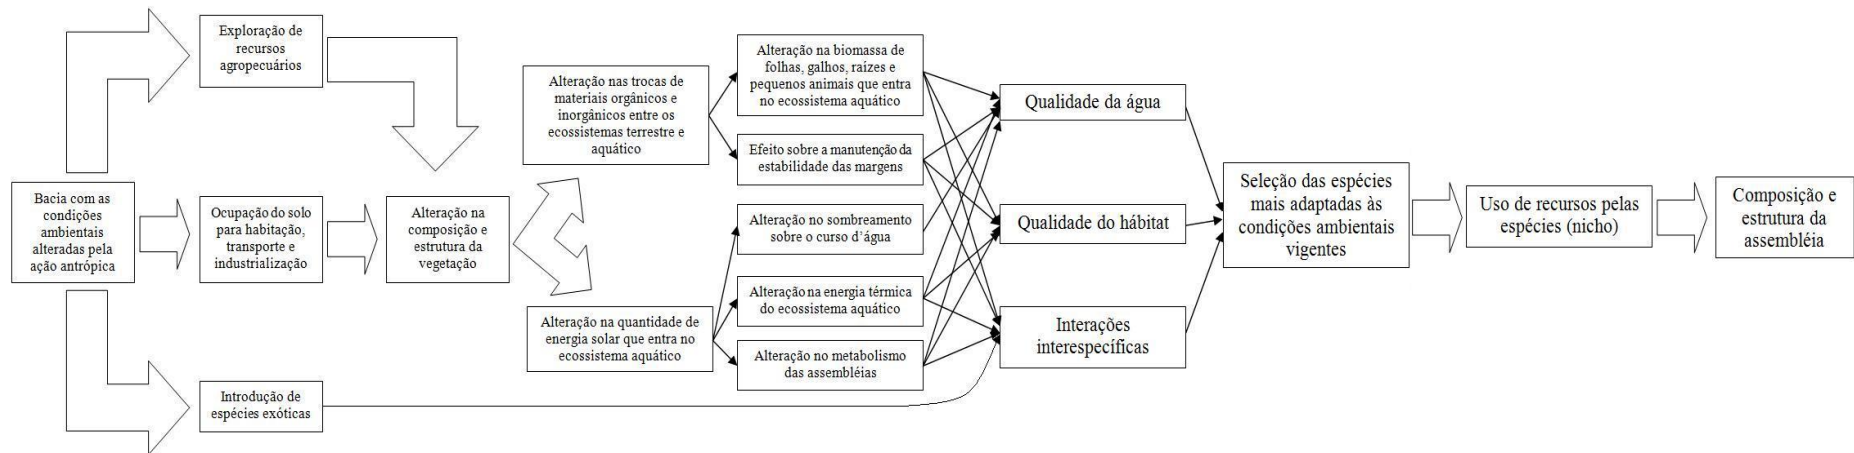 Bacia com as
condições
ambientais
alteradas pela
ação antrópica
Exploração de
recursos
agropecuários
Ocupação do solo
para habitação,
transporte e
industrialização
Introdução de
espécies exóticas
Alteração na
composição e
estrutura da
vegetação
Alteração nas trocas de
materiais orgânicos e
inorgânicos entre os
ecossistemas terrestre e
aquático
Alteração na quantidade de
energia solar que entra no
ecossistema aquático
Alteração na biomassa de
folhas, galhos, raízes e
pequenos animais que entra
no ecossistema aquático
Efeito sobre a manutenção da
estabilidade das margens
Alteração no sombreamento
sobre o curso d'água
Alteração na energia térmica
do ecossistema aquático
Alteração no metabolismo
das assembléias
Qualidade da água
Qualidade do hábitat
Interações
interespecíficas
Seleção das espécies
mais adaptadas às
condições ambientais
vigentes
Uso de recursos pelas
espécies (nicho)
Composição e
estrutura da
assembléia